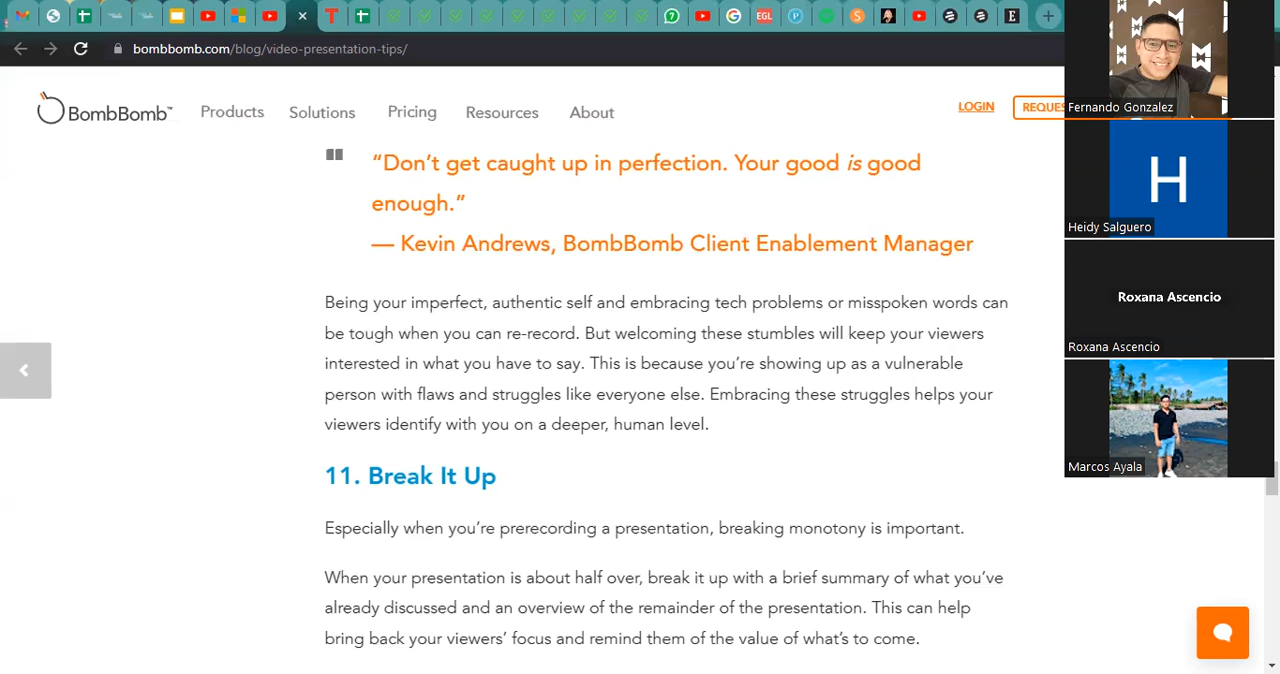 bombbomb.com/blog/video-presentation-tips/
BombBomb™ Products Solutions Pricing Resources About LOGIN REQUES
“Don’t get caught up in perfection. Your good is good
enough.”
— Kevin Andrews, BombBomb Client Enablement Manager
Being your imperfect, authentic self and embracing tech problems or misspoken words can
be tough when you can re-record. But welcoming these stumbles will keep your viewers
interested in what you have to say. This is because you’re showing up as a vulnerable
person with flaws and struggles like everyone else. Embracing these struggles helps your
viewers identify with you on a deeper, human level.
11. Break It Up
Especially when you’re prerecording a presentation, breaking monotony is important.
When your presentation is about half over, break it up with a brief summary of what you’ve
already discussed and an overview of the remainder of the presentation. This can help
bring back your viewers’ focus and remind them of the value of what’s to come.
Fernando Gonzalez
H
Heidy Salguero
Roxana Ascencio
Roxana Ascencio
Marcos Ayala